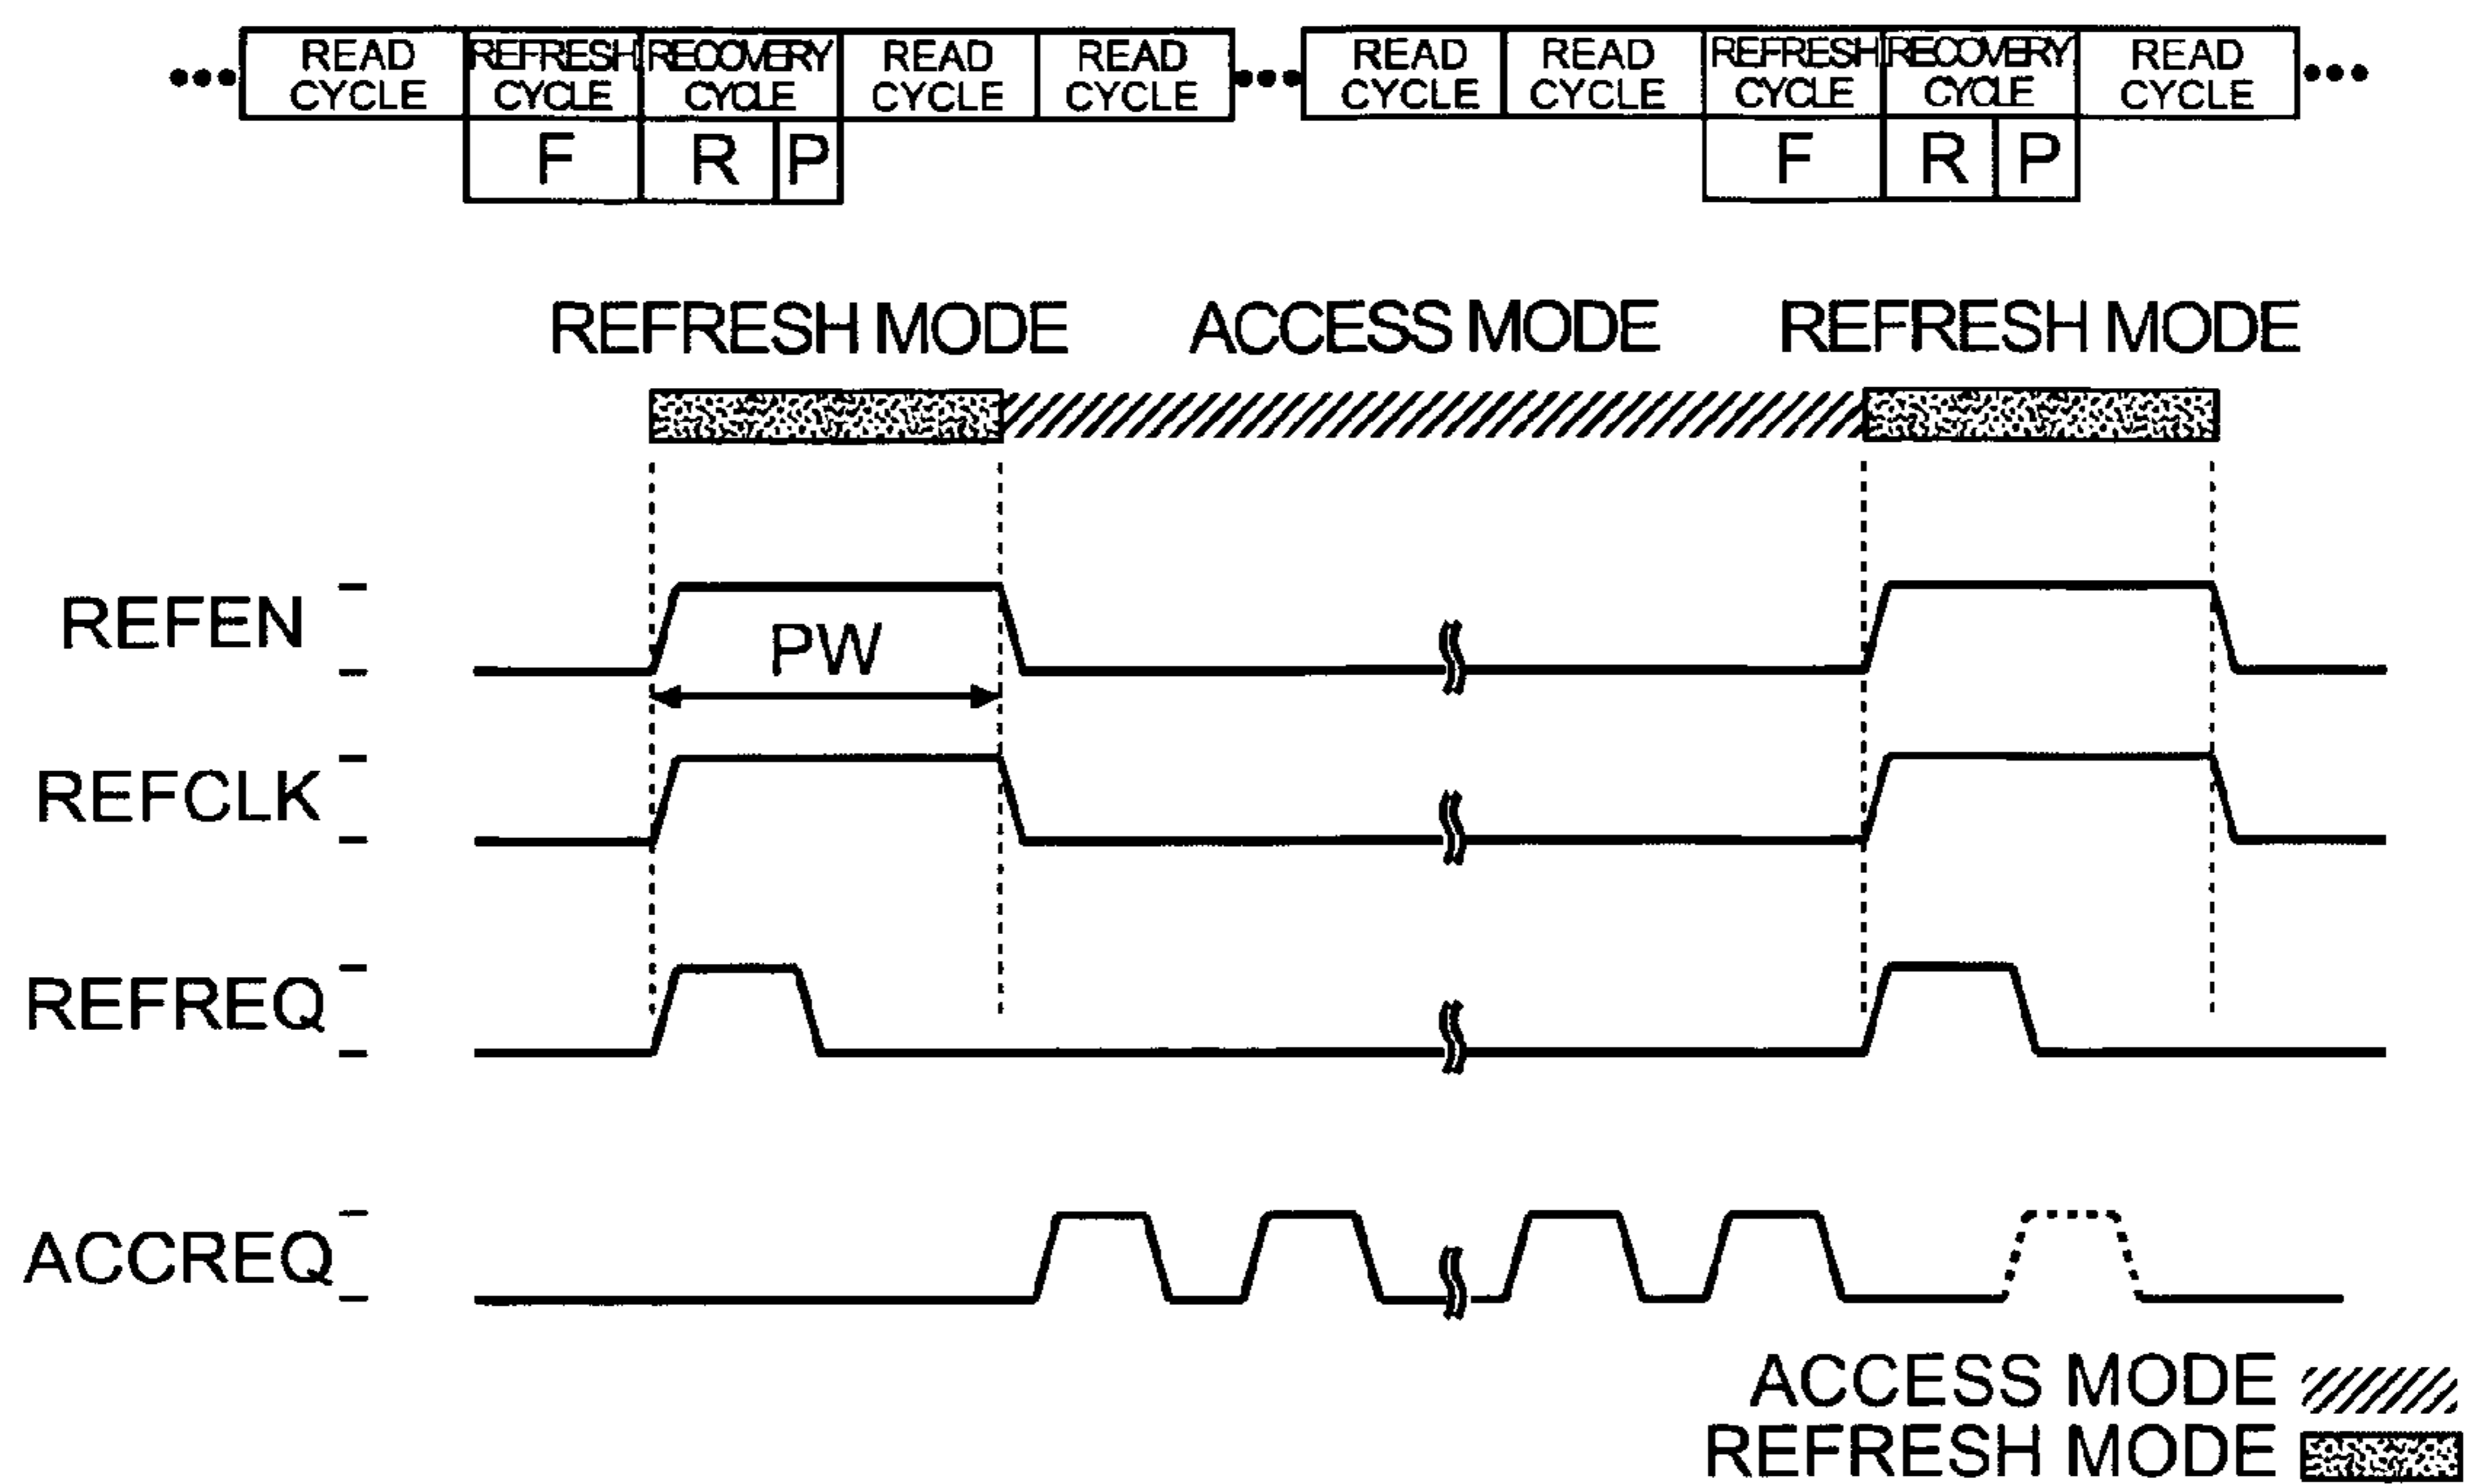 READ CYCLE
REFRESH CYCLE
RECOVERY CYCLE
READ CYCLE
READ CYCLE
READ CYCLE
READ CYCLE
REFRESH CYCLE
RECOVERY CYCLE
READ CYCLE
F R P F R P
REFRESH MODE ACCESS MODE REFRESH MODE
REFEN
PW
REFCLK
REFREQ
ACCREQ
ACCESS MODE
REFRESH MODE